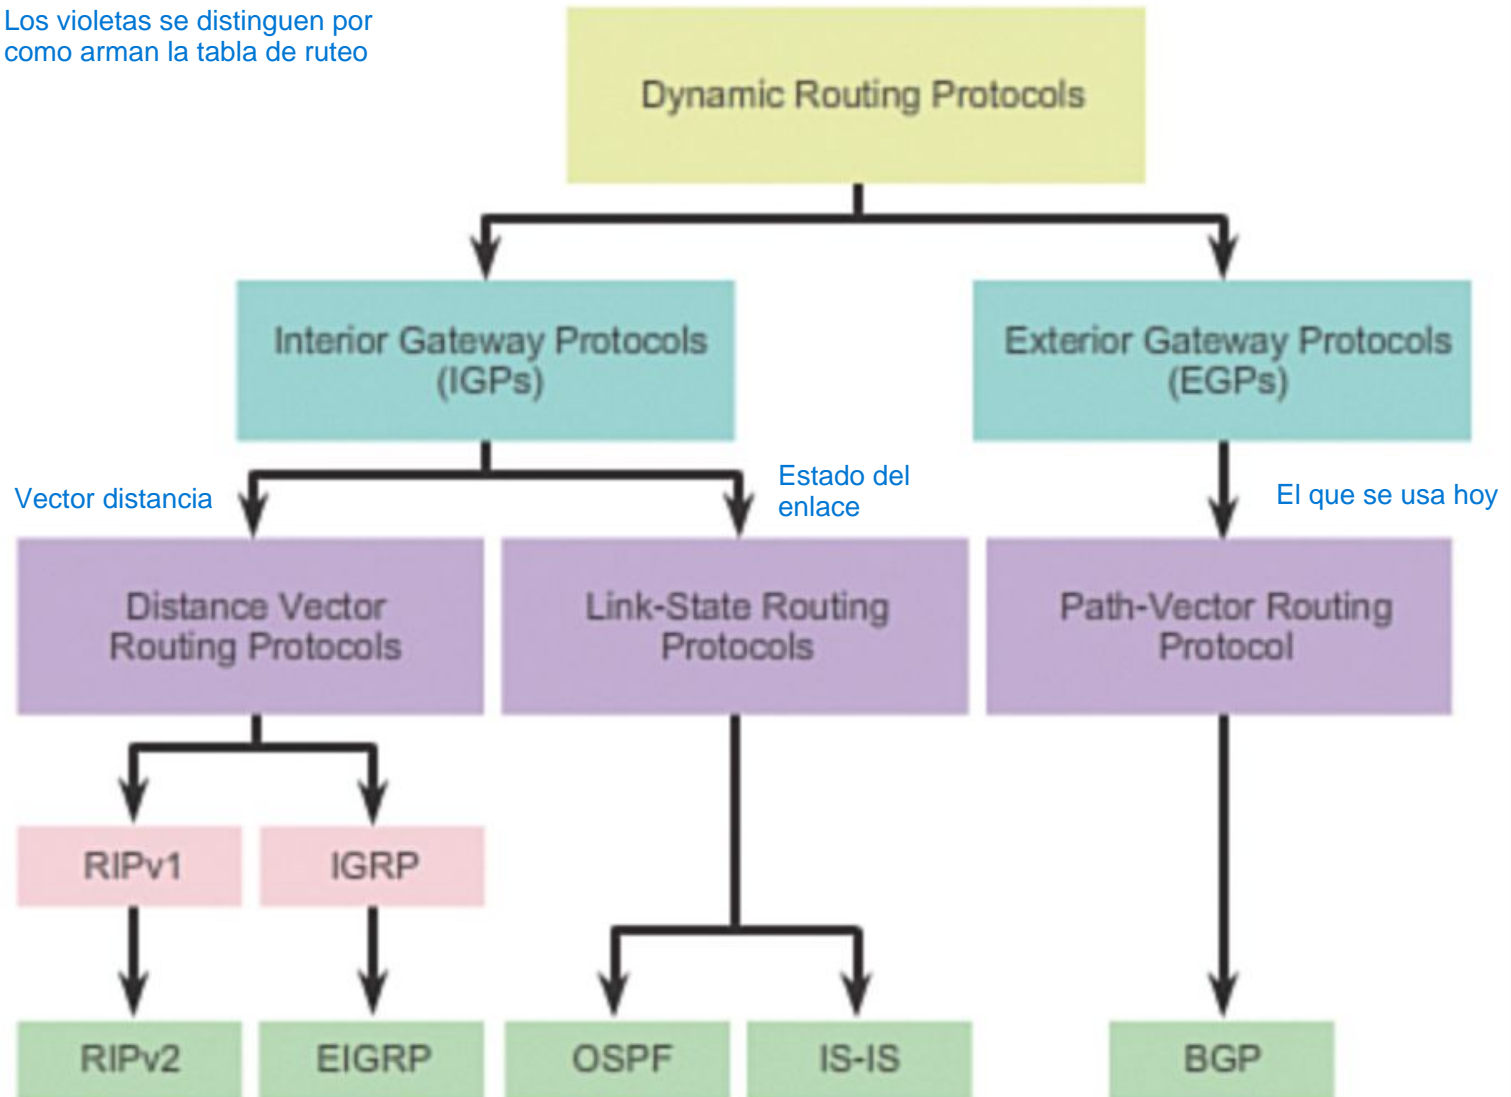 Los violetas se distinguen por
como arman la tabla de ruteo
Dynamic Routing Protocols
Interior Gateway Protocols
(IGPs)
Exterior Gateway Protocols
(EGPs)
Vector distancia
Estado del
enlace
El que se usa hoy
Distance Vector
Routing Protocols
Link-State Routing
Protocols
Path-Vector Routing
Protocol
RIPv1
IGRP
RIPv2
EIGRP
OSPF
IS-IS
BGP